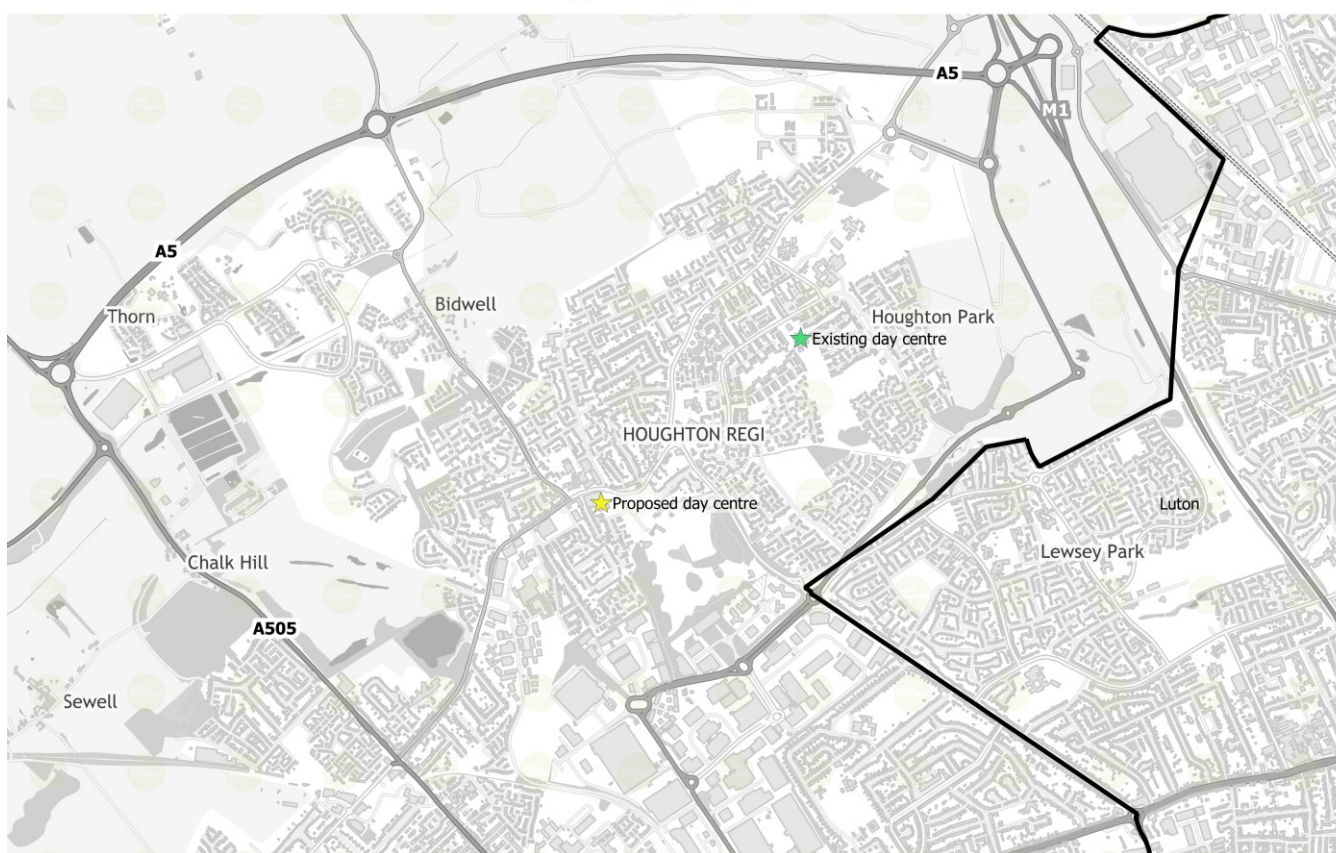 A5
M1
A5
Thorn
Bidwell
Houghton Park
Existing day centre
HOUGHTON REGI
Proposed day centre
Luton
Lewsey Park
Chalk Hill
A505
Sewell